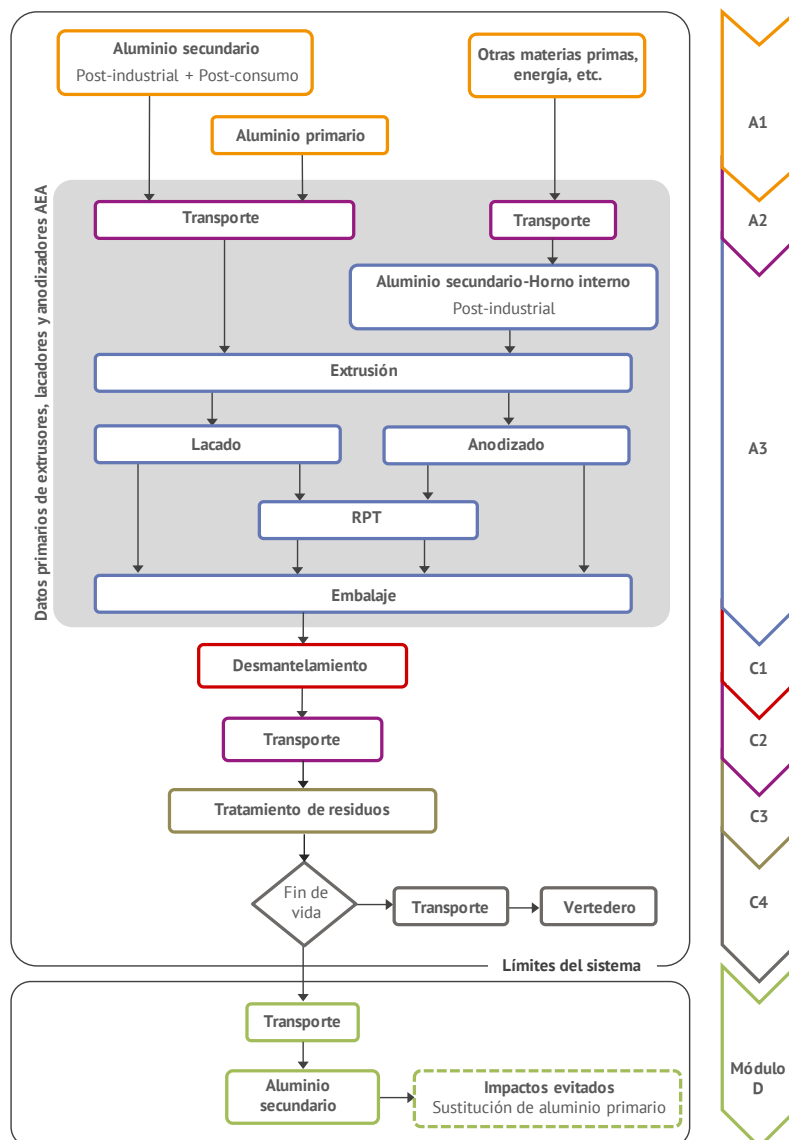 Aluminio secundario
Post-industrial + Post-consumo
Otras materias primas,
energía, etc.
Aluminio primario
A1
Datos primarios de extrusores, lacadores y anodizadores AEA
Transporte
Transporte
A2
Aluminio secundario-Horno interno
Post-industrial
Extrusión
Lacado
Anodizado
A3
RPT
Embalaje
Desmantelamiento
C1
Transporte
C2
Tratamiento de residuos
C3
Fin de
vida
Transporte
Vertedero
C4
Límites del sistema
Transporte
Aluminio
secundario
Impactos evitados
Sustitución de aluminio primario
Módulo
D